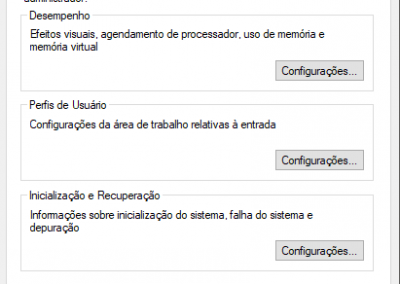 administrador.
Desempenho
Efeitos visuais, agendamento de processador, uso de memória e
memória virtual
Configurações...
Perfis de Usuário
Configurações da área de trabalho relativas à entrada
Configurações...
Inicialização e Recuperação
Informações sobre inicialização do sistema, falha do sistema e
depuração
Configurações...